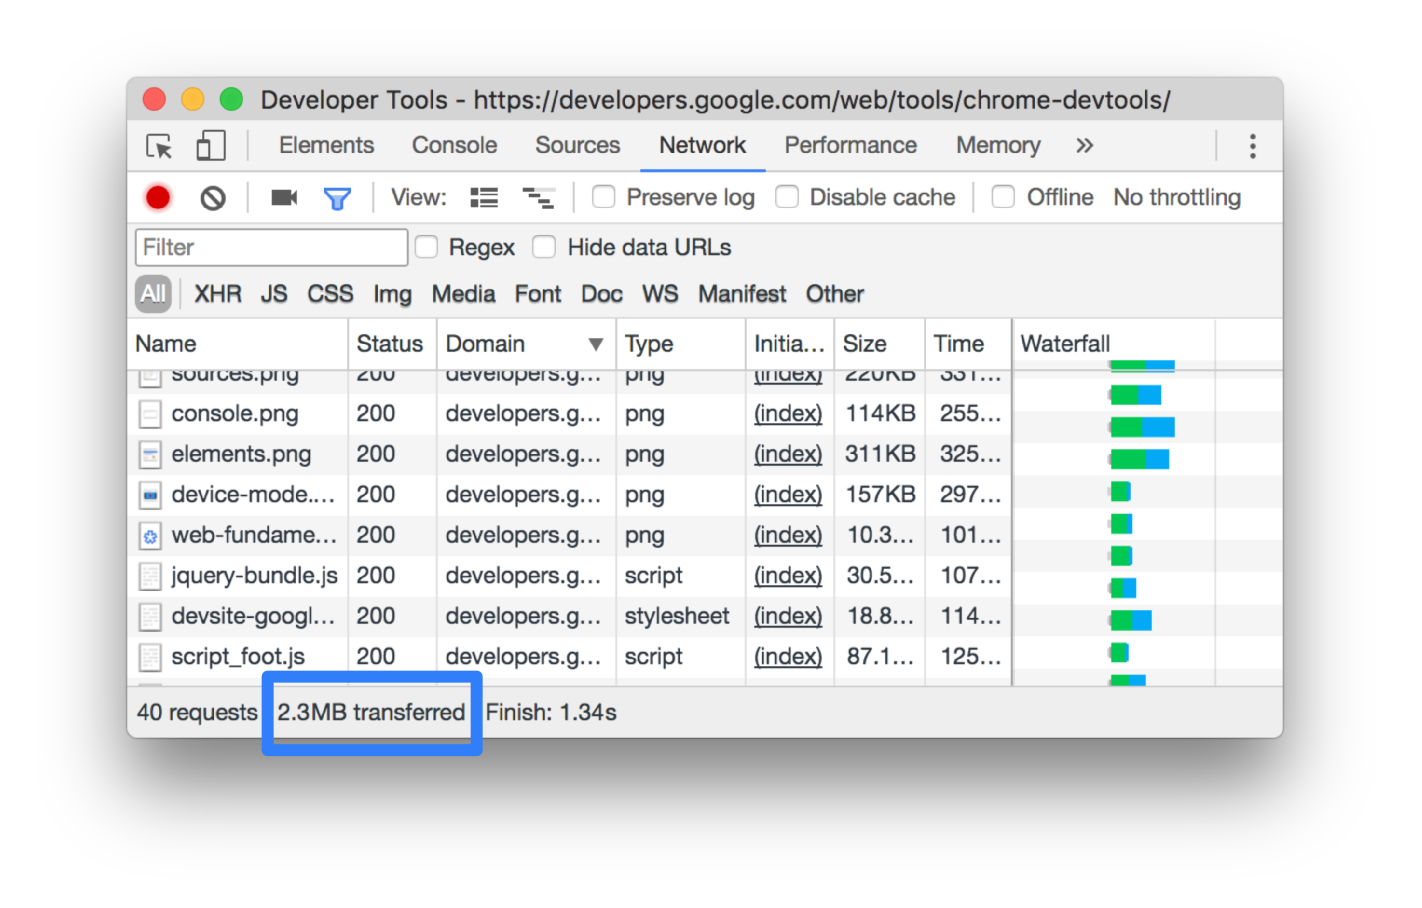 Developer Tools - https://developers.google.com/web/tools/chrome-devtools/
Elements Console Sources Network Performance Memory »
View: Preserve log Disable cache Offline No throttling
Filter Regex Hide data URLs
All XHR JS CSS Img Media Font Doc WS Manifest Other
Name Status Domain ▼ Type Initia... Size Time Waterfall
sources.png 200 developers.g... png (index) 220KB 331...
console.png 200 developers.g... png (index) 114KB 255...
elements.png 200 developers.g... png (index) 311KB 325...
device-mode.... 200 developers.g... png (index) 157KB 297...
web-fundame... 200 developers.g... png (index) 10.3... 101...
jquery-bundle.js 200 developers.g... script (index) 30.5... 107...
devsite-googl... 200 developers.g... stylesheet (index) 18.8... 114...
script_foot.js 200 developers.g... script (index) 87.1... 125...
40 requests 2.3MB transferred Finish: 1.34s